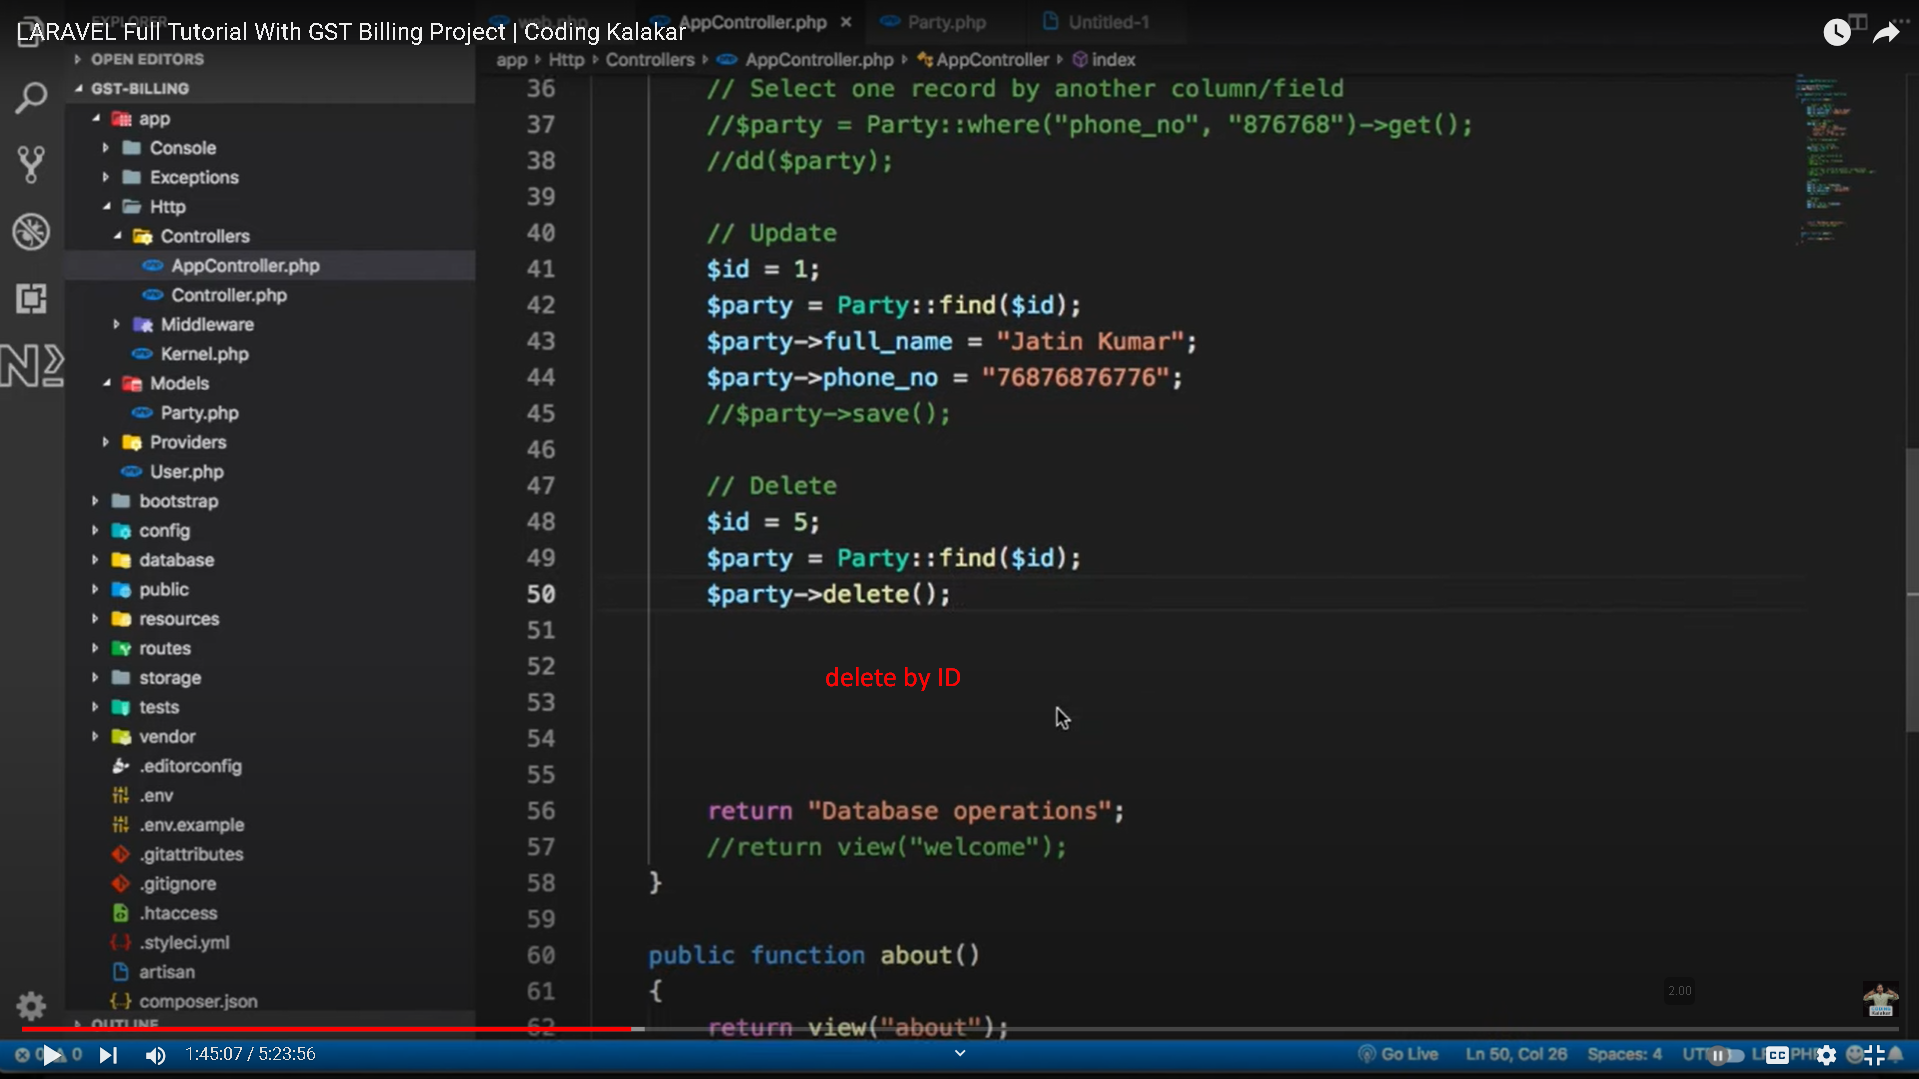 LARAVEL Full Tutorial With GST Billing Project | Coding Kalakar
AppController.php
Party.php
Untitled-1
OPEN EDITORS
GST-BILLING
app
Console
Exceptions
Http
Controllers
AppController.php
Controller.php
Middleware
Kernel.php
Models
Party.php
Providers
User.php
bootstrap
config
database
public
resources
routes
storage
tests
vendor
.editorconfig
.env
.env.example
.gitattributes
.gitignore
.htaccess
.styleci.yml
artisan
composer.json
OUTLINE
app Http Controllers AppController.php AppController index
36 // Select one record by another column/field
37 //$party = Party::where("phone_no", "876768")->get();
38 //dd($party);
39
40 // Update
41 $id = 1;
42 $party = Party::find($id);
43 $party->full_name = "Jatin Kumar";
44 $party->phone_no = "76876876776";
45 //$party->save();
46
47 // Delete
48 $id = 5;
49 $party = Party::find($id);
50 $party->delete();
51
52
delete by ID
53
54
55
56 return "Database operations";
57 //return view("welcome");
58 }
59
60 public function about()
61 {
62 return view("about");
2.00
1:45:07 / 5:23:56
Go Live
Ln 50, Col 26
Spaces: 4
CC